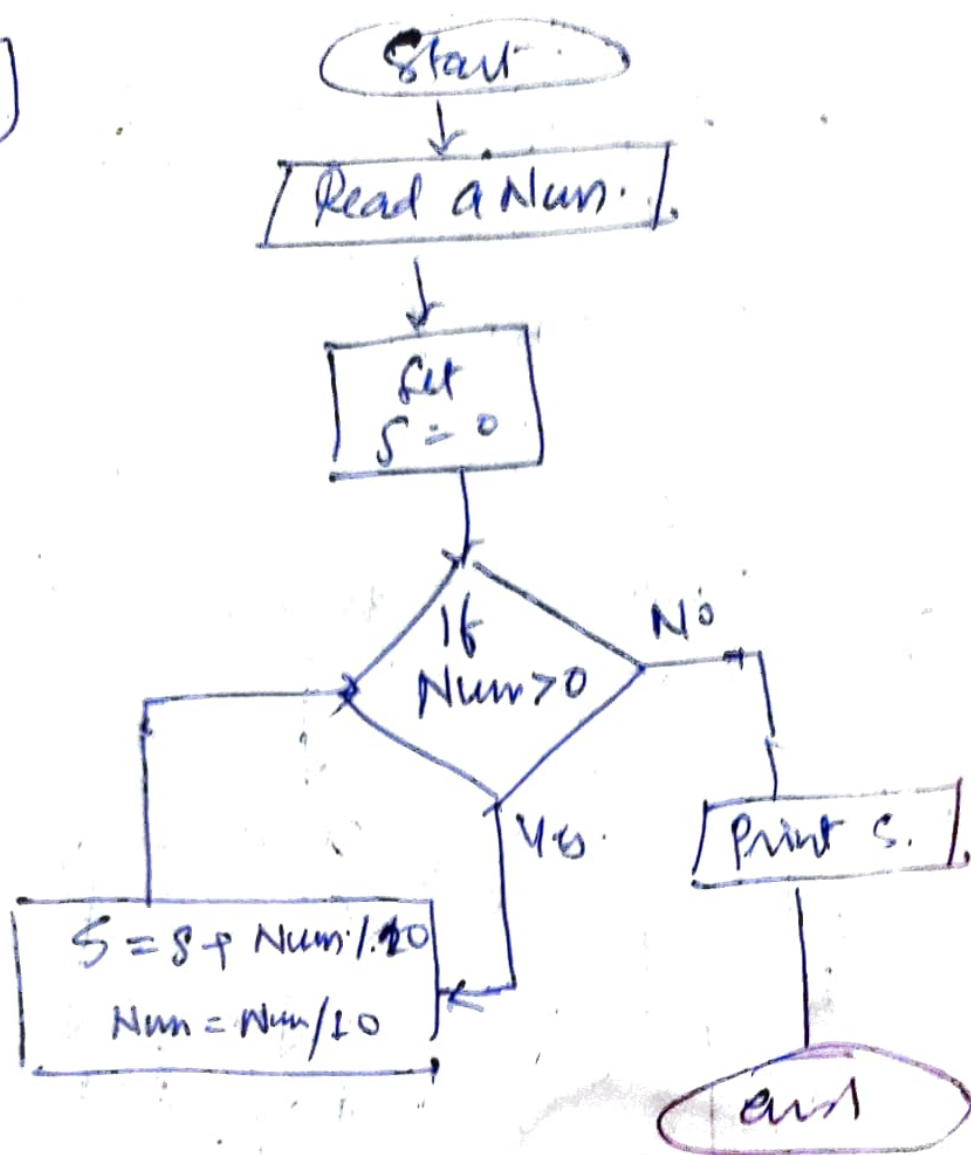 Start
Read a Num.
Set
S = 0
If
Num>0
No
Yes.
Print S.
S = S + Num % 10
Num = Num/10
end